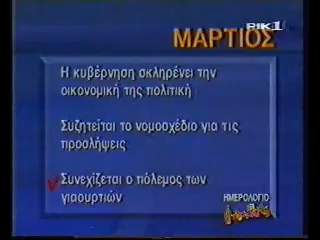 ΡΙΚ 1
ΜΑΡΤΙΟΣ
Η κυβέρνηση σκληρένει την
οικονομική της πολιτική
Συζητείται το νομοσχέδιο για τις
προσλήψεις
Συνεχίζεται ο πόλεμος των
γιαουρτιών
ΗΜΕΡΟΛΟΓΙΟ